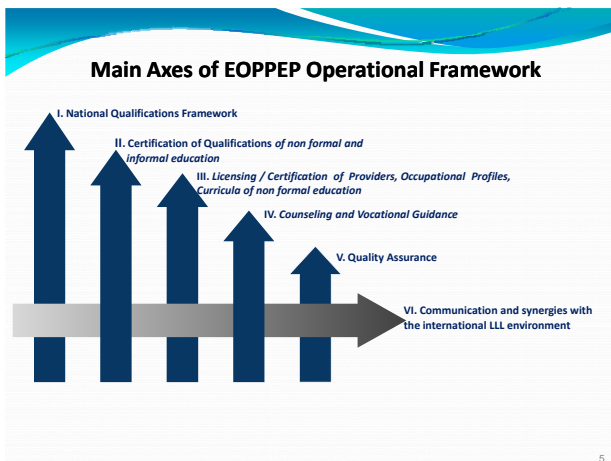 Main Axes of EOPPEP Operational Framework
I. National Qualifications Framework
II. Certification of Qualifications of non formal and
informal education
III. Licensing / Certification of Providers, Occupational Profiles,
Curricula of non formal education
IV. Counseling and Vocational Guidance
V. Quality Assurance
VI. Communication and synergies with
the international LLL environment
5